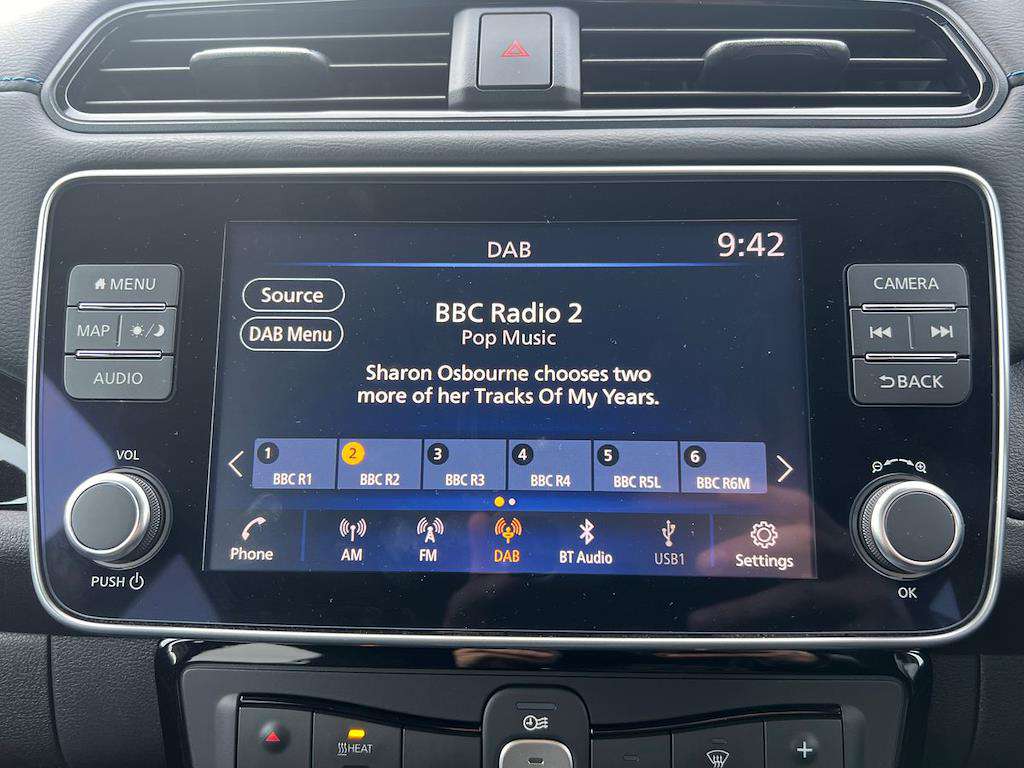 DAB
9:42
MENU
MAP
AUDIO
VOL
PUSH
Source
DAB Menu
BBC Radio 2
Pop Music
Sharon Osbourne chooses two
more of her Tracks Of My Years.
1
2
3
4
5
6
BBC R1
BBC R2
BBC R3
BBC R4
BBC R5L
BBC R6M
Phone
AM
FM
DAB
BT Audio
USB1
Settings
CAMERA
BACK
OK
HEAT